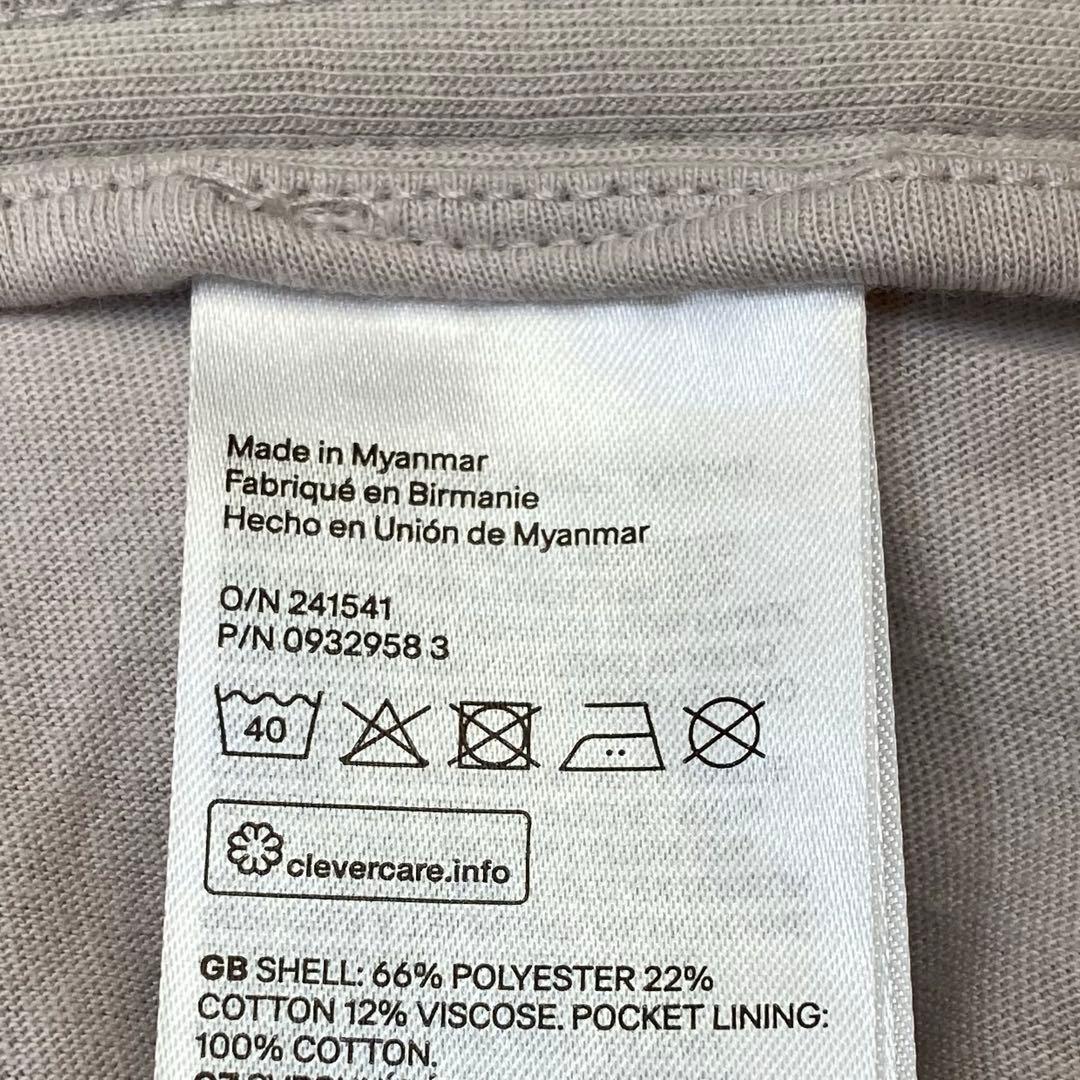 Made in Myanmar
Fabriqué en Birmanie
Hecho en Unión de Myanmar
O/N 241541
P/N 0932958 3
40
clevercare.info
GB SHELL: 66% POLYESTER 22%
COTTON 12% VISCOSE. POCKET LINING:
100% COTTON.